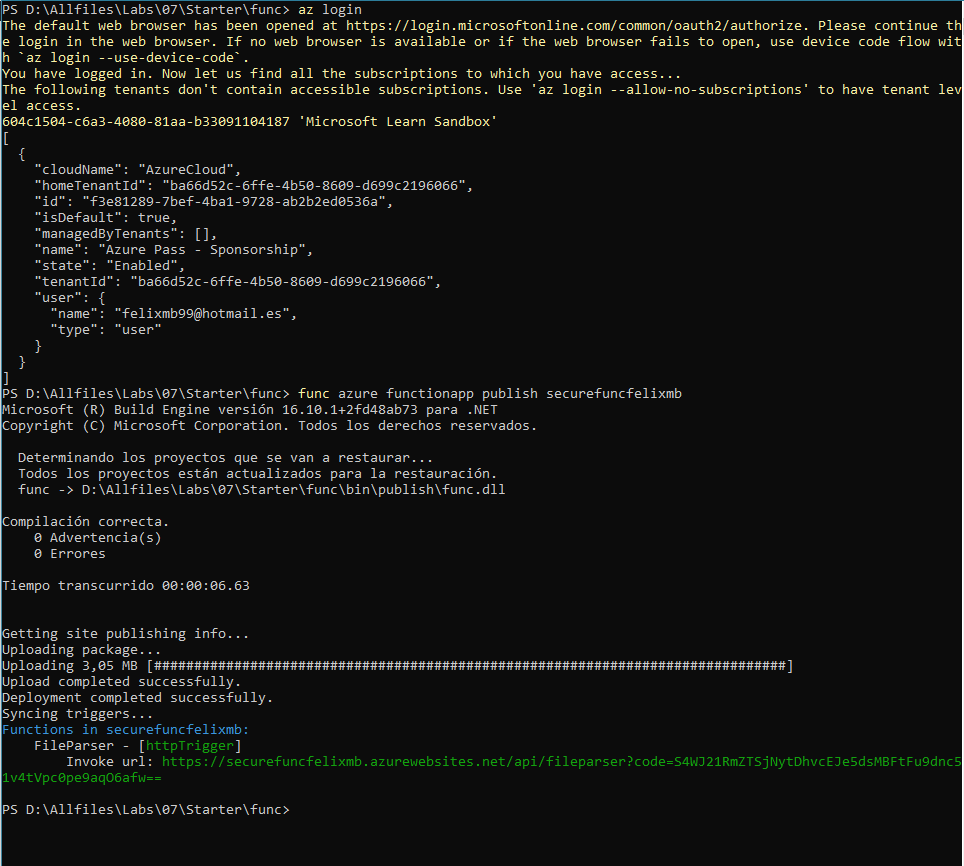 PS D:\Allfiles\Labs\07\Starter\func> az login
The default web browser has been opened at https://login.microsoftonline.com/common/oauth2/authorize. Please continue th
e login in the web browser. If no web browser is available or if the web browser fails to open, use device code flow wit
h `az login --use-device-code`.
You have logged in. Now let us find all the subscriptions to which you have access...
The following tenants don't contain accessible subscriptions. Use 'az login --allow-no-subscriptions' to have tenant lev
el access.
604c1504-c6a3-4080-81aa-b33091104187 'Microsoft Learn Sandbox'
[
  {
    "cloudName": "AzureCloud",
    "homeTenantId": "ba66d52c-6ffe-4b50-8609-d699c2196066",
    "id": "f3e81289-7bef-4ba1-9728-ab2b2ed0536a",
    "isDefault": true,
    "managedByTenants": [],
    "name": "Azure Pass - Sponsorship",
    "state": "Enabled",
    "tenantId": "ba66d52c-6ffe-4b50-8609-d699c2196066",
    "user": {
      "name": "felixmb99@hotmail.es",
      "type": "user"
    }
  }
]
PS D:\Allfiles\Labs\07\Starter\func> func azure functionapp publish securefuncfelixmb
Microsoft (R) Build Engine versión 16.10.1+2fd48ab73 para .NET
Copyright (C) Microsoft Corporation. Todos los derechos reservados.

  Determinando los proyectos que se van a restaurar...
  Todos los proyectos están actualizados para la restauración.
  func -> D:\Allfiles\Labs\07\Starter\func\bin\publish\func.dll

Compilación correcta.
    0 Advertencia(s)
    0 Errores

Tiempo transcurrido 00:00:06.63

Getting site publishing info...
Uploading package...
Uploading 3,05 MB [###############################################################################]
Upload completed successfully.
Deployment completed successfully.
Syncing triggers...
Functions in securefuncfelixmb:
    FileParser - [httpTrigger]
        Invoke url: https://securefuncfelixmb.azurewebsites.net/api/fileparser?code=S4WJ21RmZTSjNytDhvcEJe5dsMBFtFu9dnc5
1v4tVpc0pe9aqO6afw==

PS D:\Allfiles\Labs\07\Starter\func>